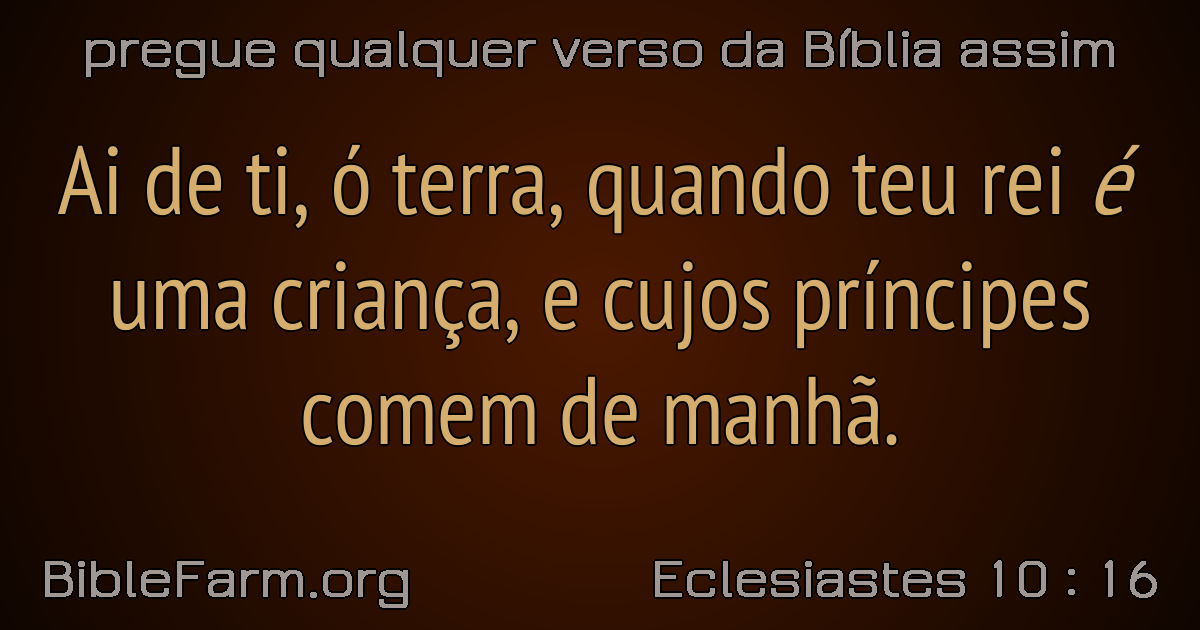 pregue qualquer verso da Bíblia assim
Ai de ti, ó terra, quando teu rei é
uma criança, e cujos príncipes
comem de manhã.
BibleFarm.org
Eclesiastes 10 : 16